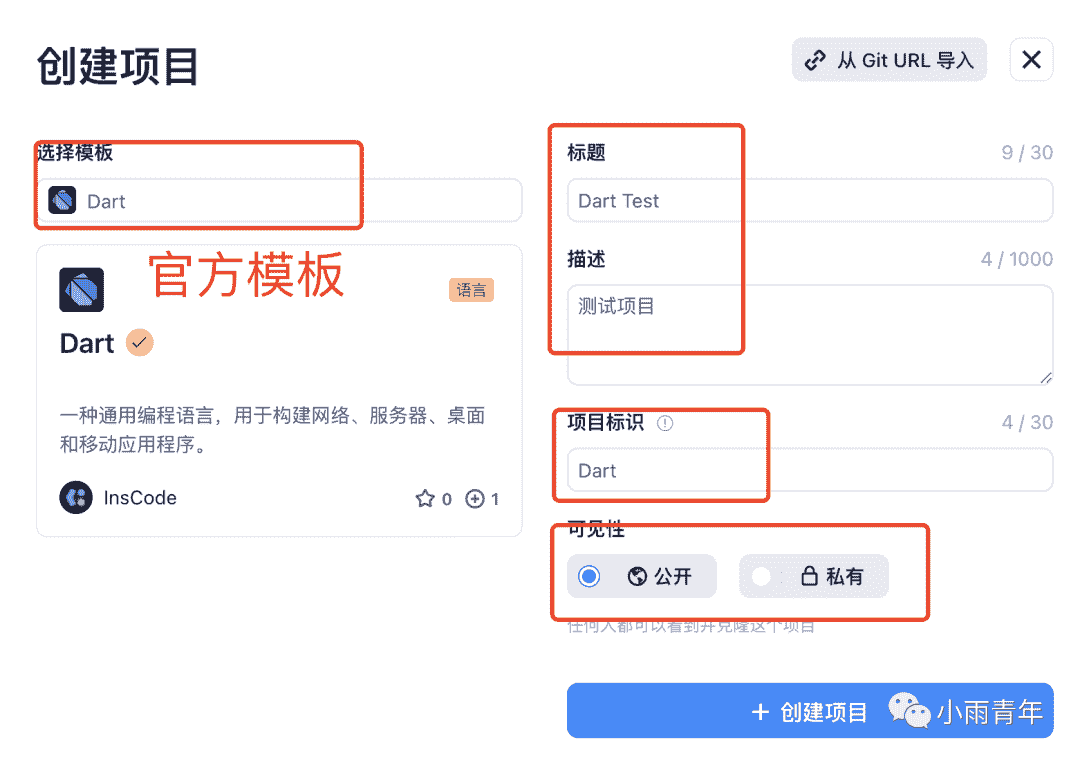 创建项目
从 Git URL 导入
选择模板
Dart
官方模板
语言
Dart
一种通用编程语言，用于构建网络、服务器、桌面
和移动应用程序。
InsCode
0
1
标题
9 / 30
Dart Test
描述
4 / 1000
测试项目
项目标识
4 / 30
Dart
可见性
公开
私有
任何人都可以看到并克隆这个项目
+ 创建项目
小雨青年